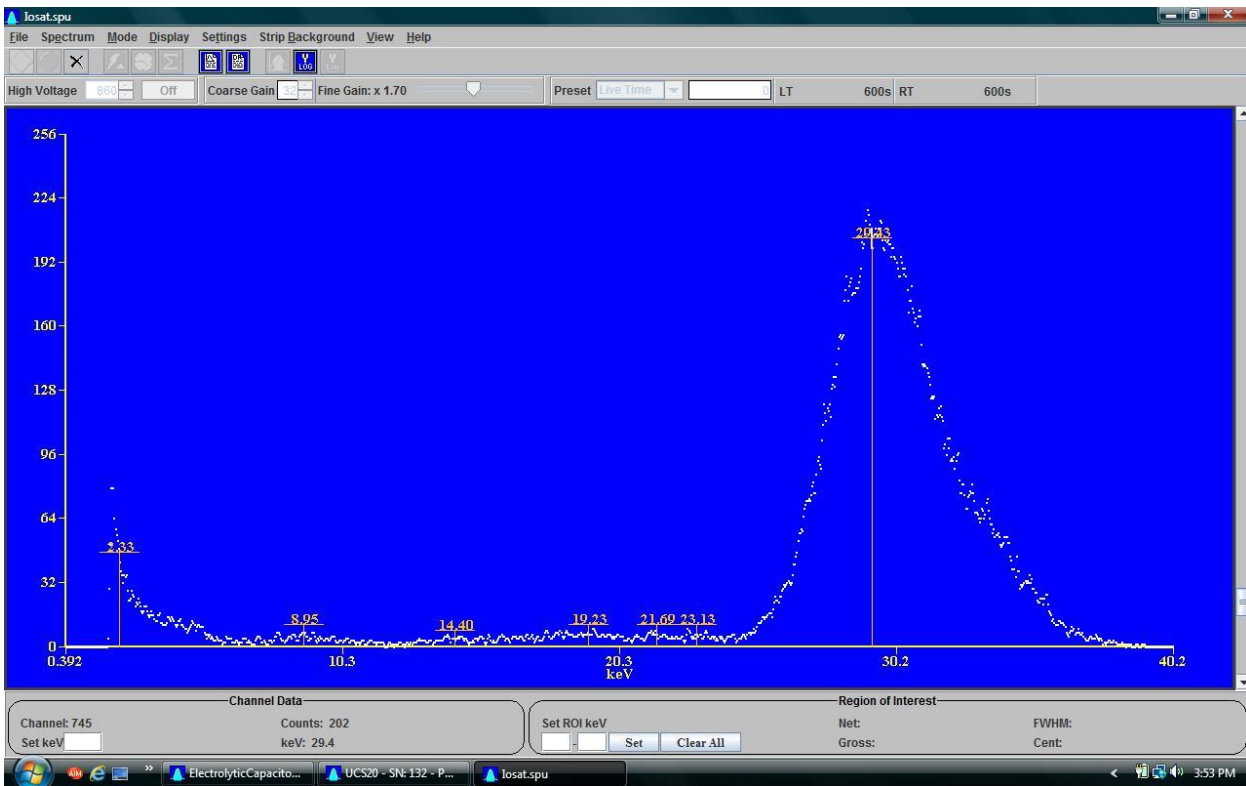 Iosat.spu
File Spectrum Mode Display Settings Strip Background View Help
Y LOG
High Voltage 860 Off Coarse Gain 32 Fine Gain: x 1.70 Preset Live Time 0 LT 600s RT 600s
256
224
192
160
128
96
64
32
0
2.33
8.95
14.40
19.23
21.69
23.13
0.392 10.3 20.3 30.2 40.2
keV
Channel Data
Channel: 745 Counts: 202
Set keV keV: 29.4
Set ROI keV
- Set Clear All
Region of Interest
Net: FWHM:
Gross: Cent:
AIM » ElectrolyticCapacito... UCS20 - SN: 132 - P... Iosat.spu < 3:53 PM